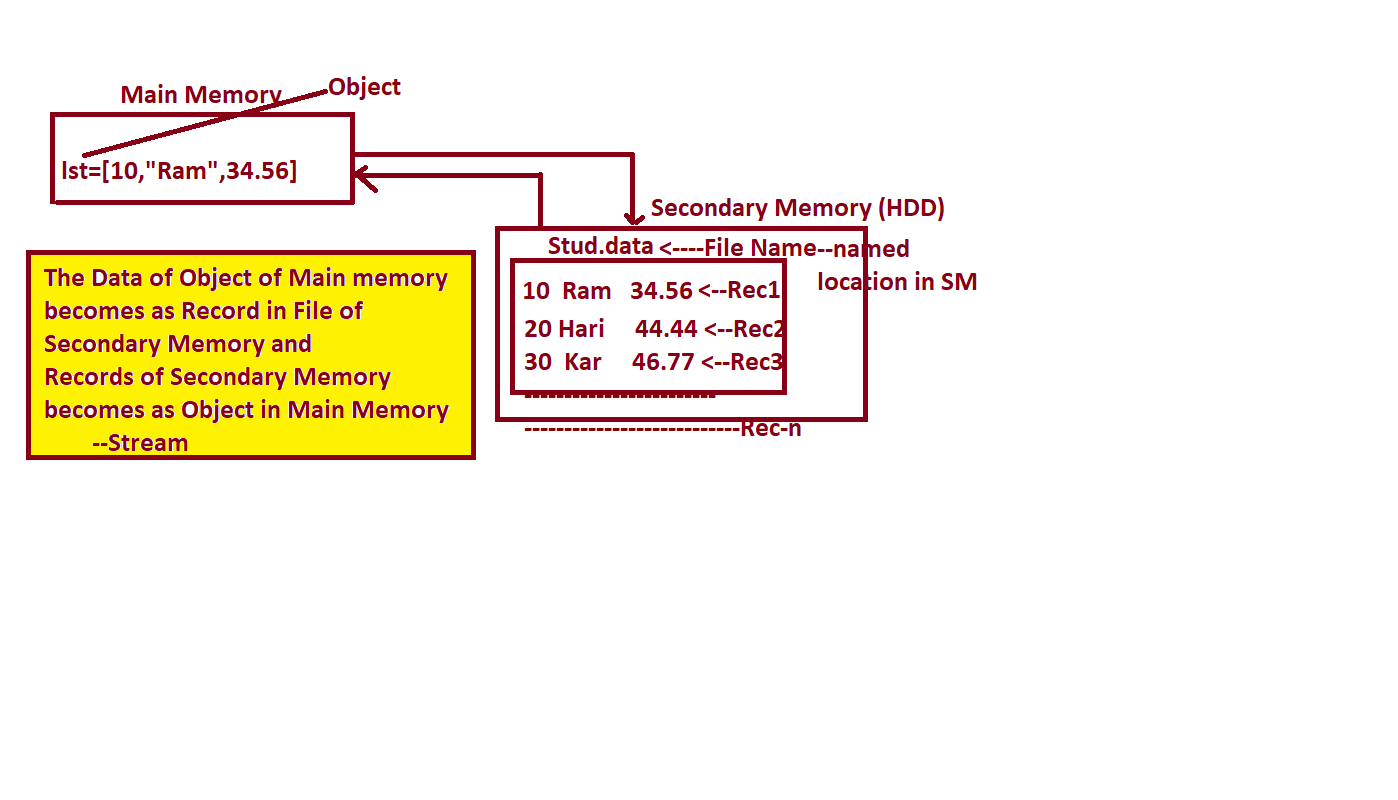 Main Memory
Object
lst=[10,"Ram",34.56]
Secondary Memory (HDD)
Stud.data <----File Name--named
location in SM
10 Ram 34.56 <--Rec1
20 Hari 44.44 <--Rec2
30 Kar 46.77 <--Rec3
------------------------
---------------------------Rec-n
The Data of Object of Main memory
becomes as Record in File of
Secondary Memory and
Records of Secondary Memory
becomes as Object in Main Memory
--Stream